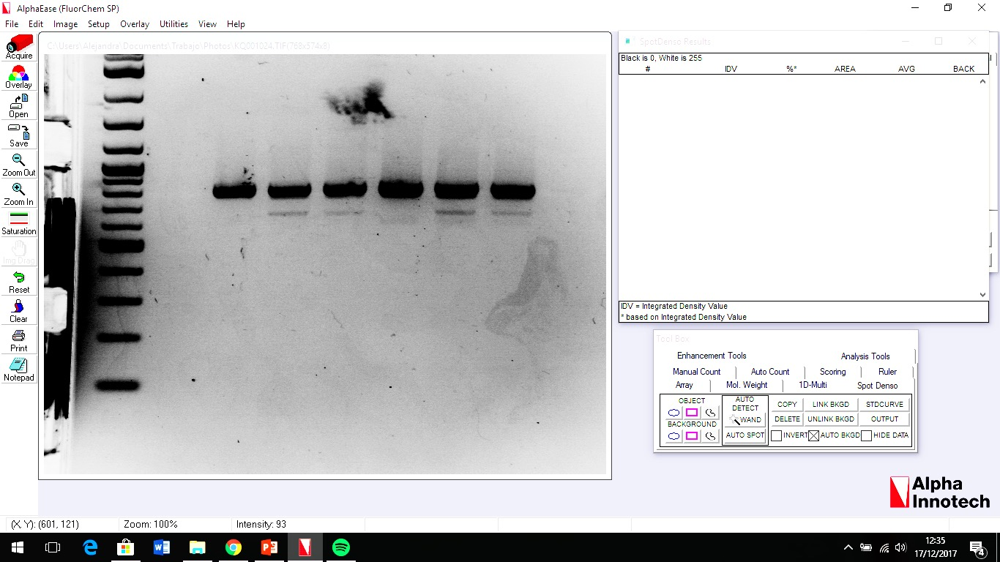 AlphaEase (FluorChem SP)
File Edit Image Setup Overlay Utilities View Help
Acquire
Overlay
Open
Save
Zoom Out
Zoom In
Saturation
Img Drag
Reset
Clear
Print
Notepad
C:\Users\Alejandra\Documents\Trabajo\Photos\KQ001024.TIF(768x574x8)
SpotDenso Results
Black is 0, White is 255
# IDV %* AREA AVG BACK
IDV = Integrated Density Value
* based on Integrated Density Value
Tool Box
Enhancement Tools Analysis Tools
Manual Count Auto Count Scoring Ruler
Array Mol. Weight 1D-Multi Spot Denso
OBJECT
BACKGROUND
AUTO
DETECT
WAND
AUTO SPOT
COPY LINK BKGD STDCURVE
DELETE UNLINK BKGD OUTPUT
INVERT AUTO BKGD HIDE DATA
Alpha
Innotech
(X, Y): (601, 121) Zoom: 100% Intensity: 93
12:35
17/12/2017
4